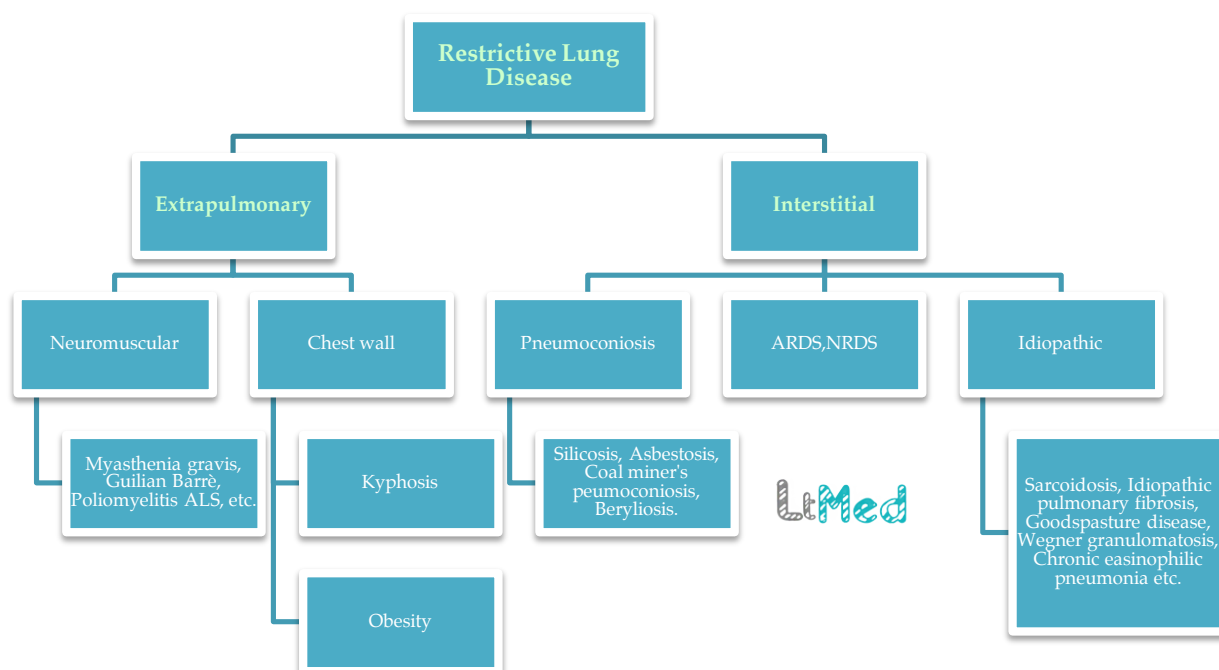 Restrictive Lung
Disease
Extrapulmonary
Interstitial
Neuromuscular
Chest wall
Pneumoconiosis
ARDS,NRDS
Idiopathic
Myasthenia gravis,
Guilian Barrè,
Poliomyelitis ALS, etc.
Kyphosis
Obesity
Silicosis, Asbestosis,
Coal miner's
peumoconiosis,
Beryliosis.
LtMed
Sarcoidosis, Idiopathic
pulmonary fibrosis,
Goodspasture disease,
Wegner granulomatosis,
Chronic easinophilic
pneumonia etc.